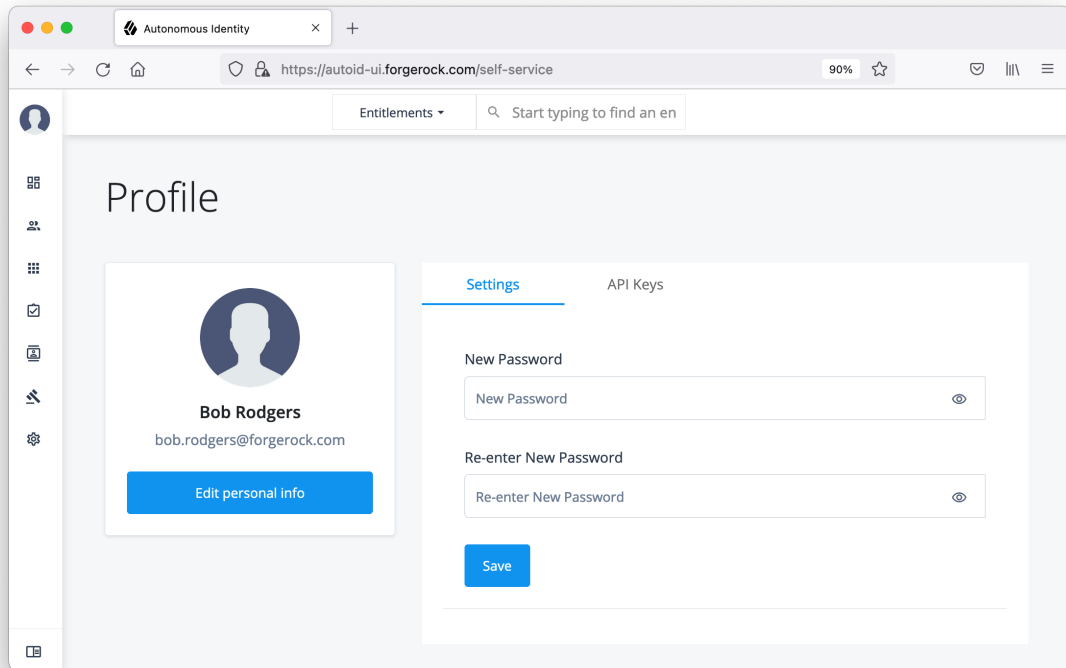 Autonomous Identity
https://autoid-ui.forgerock.com/self-service
90%
Entitlements
Start typing to find an en
Profile
Bob Rodgers
bob.rodgers@forgerock.com
Edit personal info
Settings
API Keys
New Password
New Password
Re-enter New Password
Re-enter New Password
Save